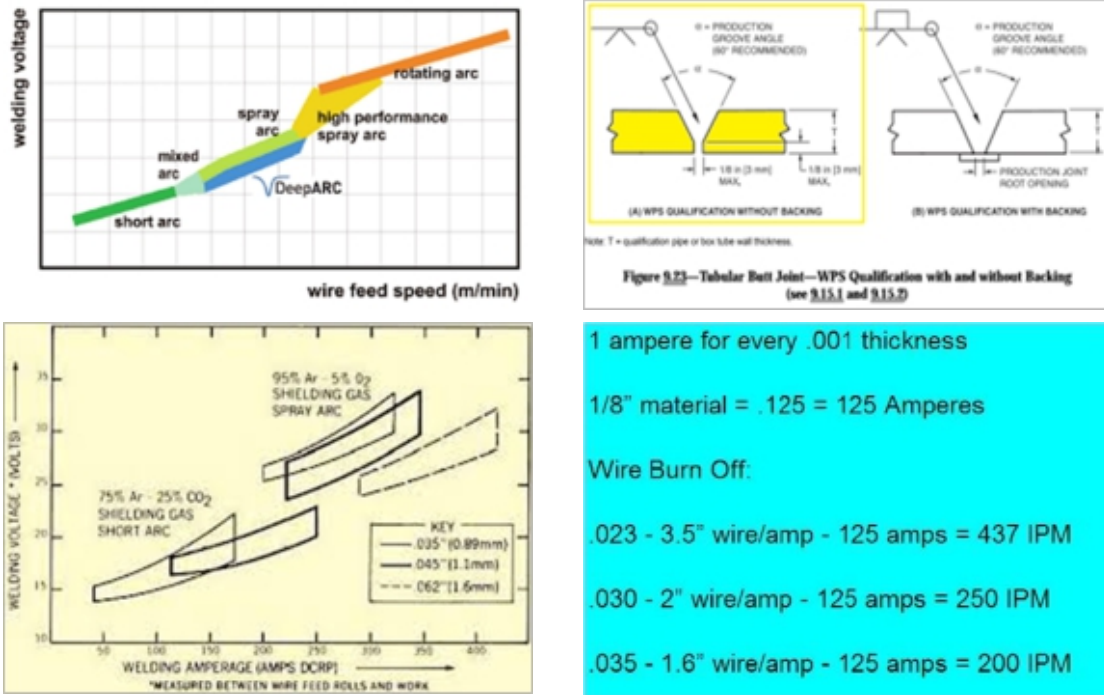 welding voltage
rotating arc
spray
arc
high performance
spray arc
mixed
arc
DeepARC
short arc
wire feed speed (m/min)
α = PRODUCTION
GROOVE ANGLE
(60° RECOMMENDED)
α
T
1/8 in [3 mm]
MAX.
1/8 in [3 mm]
MAX.
(A) WPS QUALIFICATION WITHOUT BACKING
α = PRODUCTION
GROOVE ANGLE
(60° RECOMMENDED)
α
T
PRODUCTION JOINT
ROOT OPENING
(B) WPS QUALIFICATION WITH BACKING
Note: T = qualification pipe or box tube wall thickness.
Figure 9.23—Tubular Butt Joint—WPS Qualification with and without Backing
(see 9.15.1 and 9.15.2)
WELDING VOLTAGE * (VOLTS)
35
30
25
20
15
10
95% Ar - 5% O2
SHIELDING GAS
SPRAY ARC
75% Ar - 25% CO2
SHIELDING GAS
SHORT ARC
KEY
.035" (0.89mm)
.045" (1.1mm)
.062" (1.6mm)
50 100 150 200 250 300 350 400
WELDING AMPERAGE (AMPS DCRP)
*MEASURED BETWEEN WIRE FEED ROLLS AND WORK
1 ampere for every .001 thickness
1/8” material = .125 = 125 Amperes
Wire Burn Off:
.023 - 3.5” wire/amp - 125 amps = 437 IPM
.030 - 2” wire/amp - 125 amps = 250 IPM
.035 - 1.6” wire/amp - 125 amps = 200 IPM